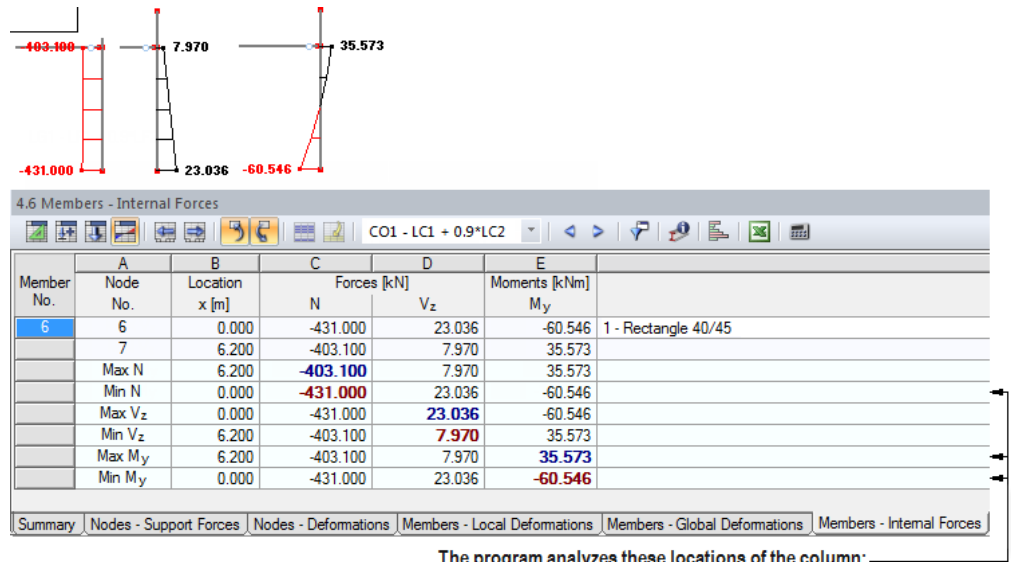 -403.100 7.970 35.573
-431.000 23.036 -60.546
4.6 Members - Internal Forces
CO1 - LC1 + 0.9*LC2
A B C D E
Member Node Location Forces [kN] Moments [kNm]
No. No. x [m] N Vz My
6 6 0.000 -431.000 23.036 -60.546 1 - Rectangle 40/45
7 6.200 -403.100 7.970 35.573
Max N 6.200 -403.100 7.970 35.573
Min N 0.000 -431.000 23.036 -60.546
Max Vz 0.000 -431.000 23.036 -60.546
Min Vz 6.200 -403.100 7.970 35.573
Max My 6.200 -403.100 7.970 35.573
Min My 0.000 -431.000 23.036 -60.546
Summary Nodes - Support Forces Nodes - Deformations Members - Local Deformations Members - Global Deformations Members - Internal Forces
The program analyzes these locations of the column: